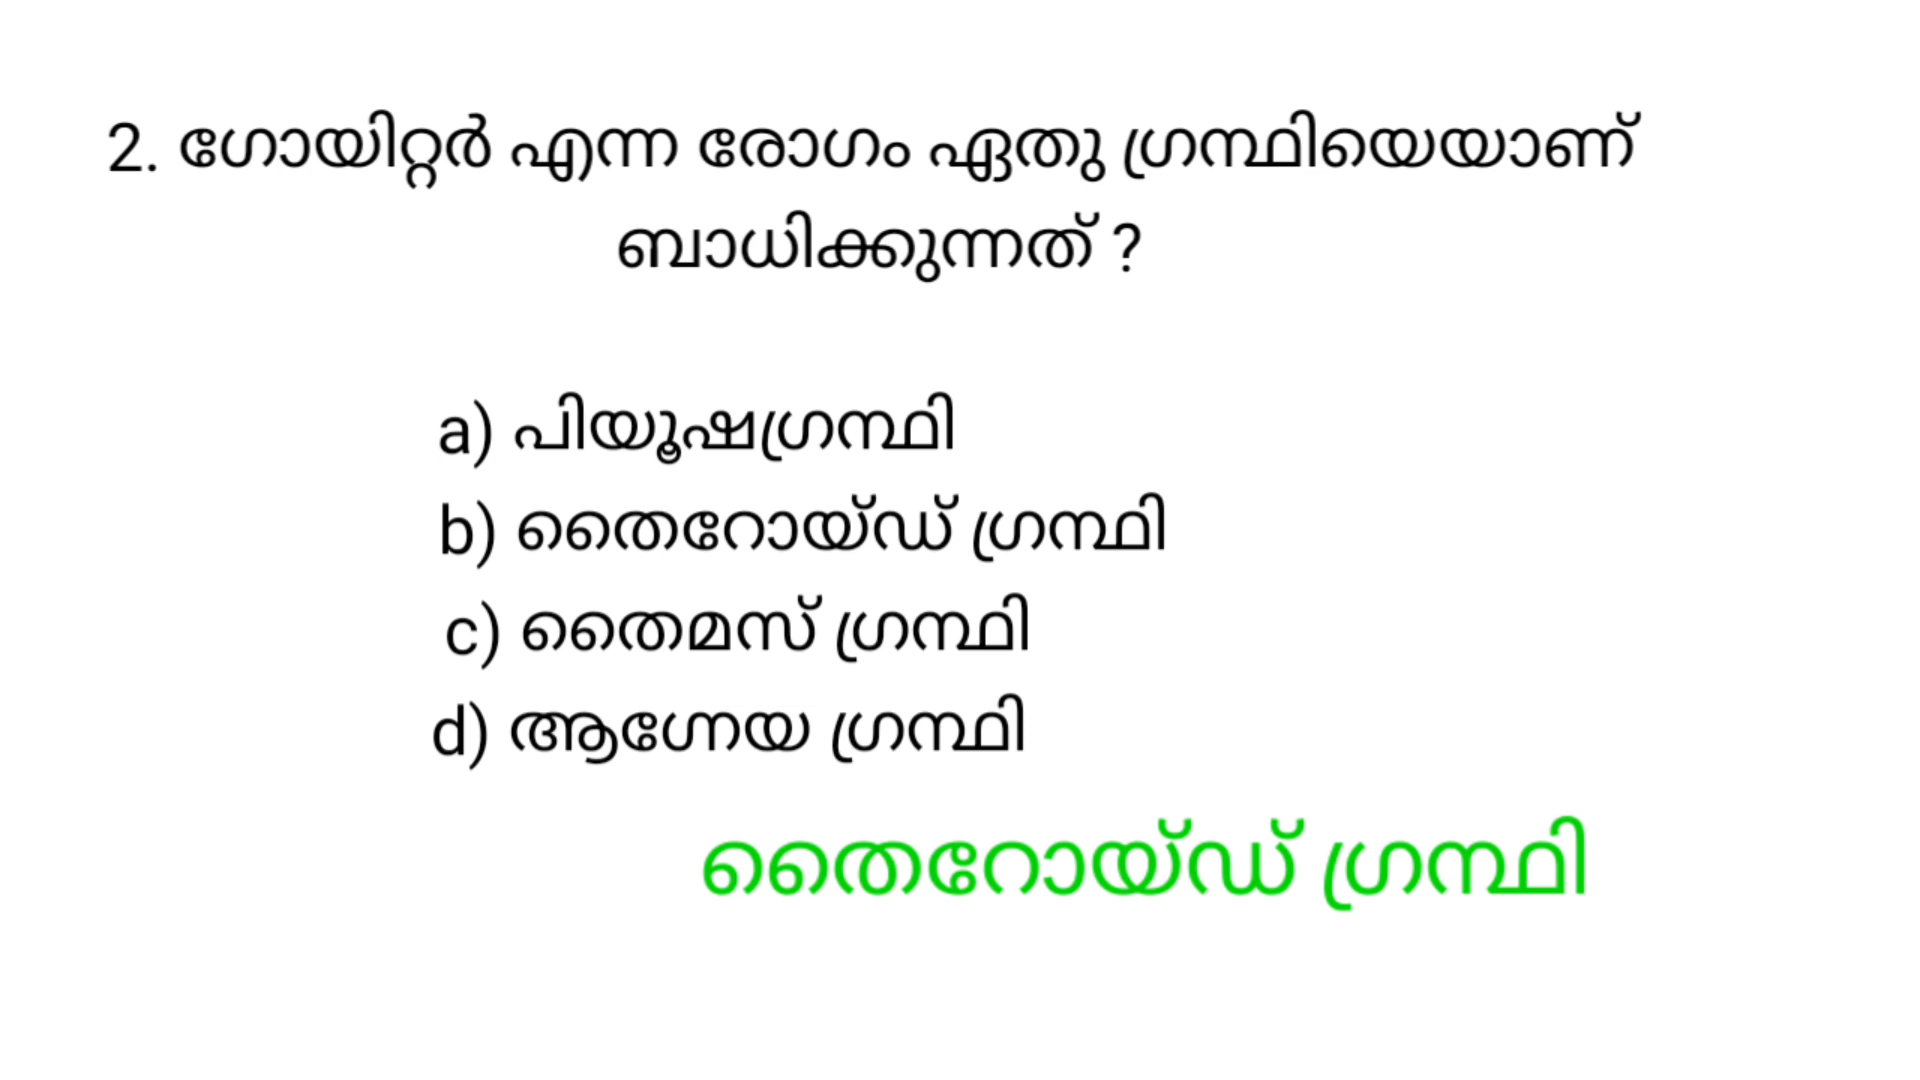 2. ഗോയിറ്റർ എന്ന രോഗം ഏതു ഗ്രന്ഥിയെയാണ്
ബാധിക്കുന്നത് ?
a) പിയൂഷഗ്രന്ഥി
b) തൈറോയ്ഡ് ഗ്രന്ഥി
c) തൈമസ് ഗ്രന്ഥി
d) ആഗ്നേയ ഗ്രന്ഥി
തൈറോയ്ഡ് ഗ്രന്ഥി